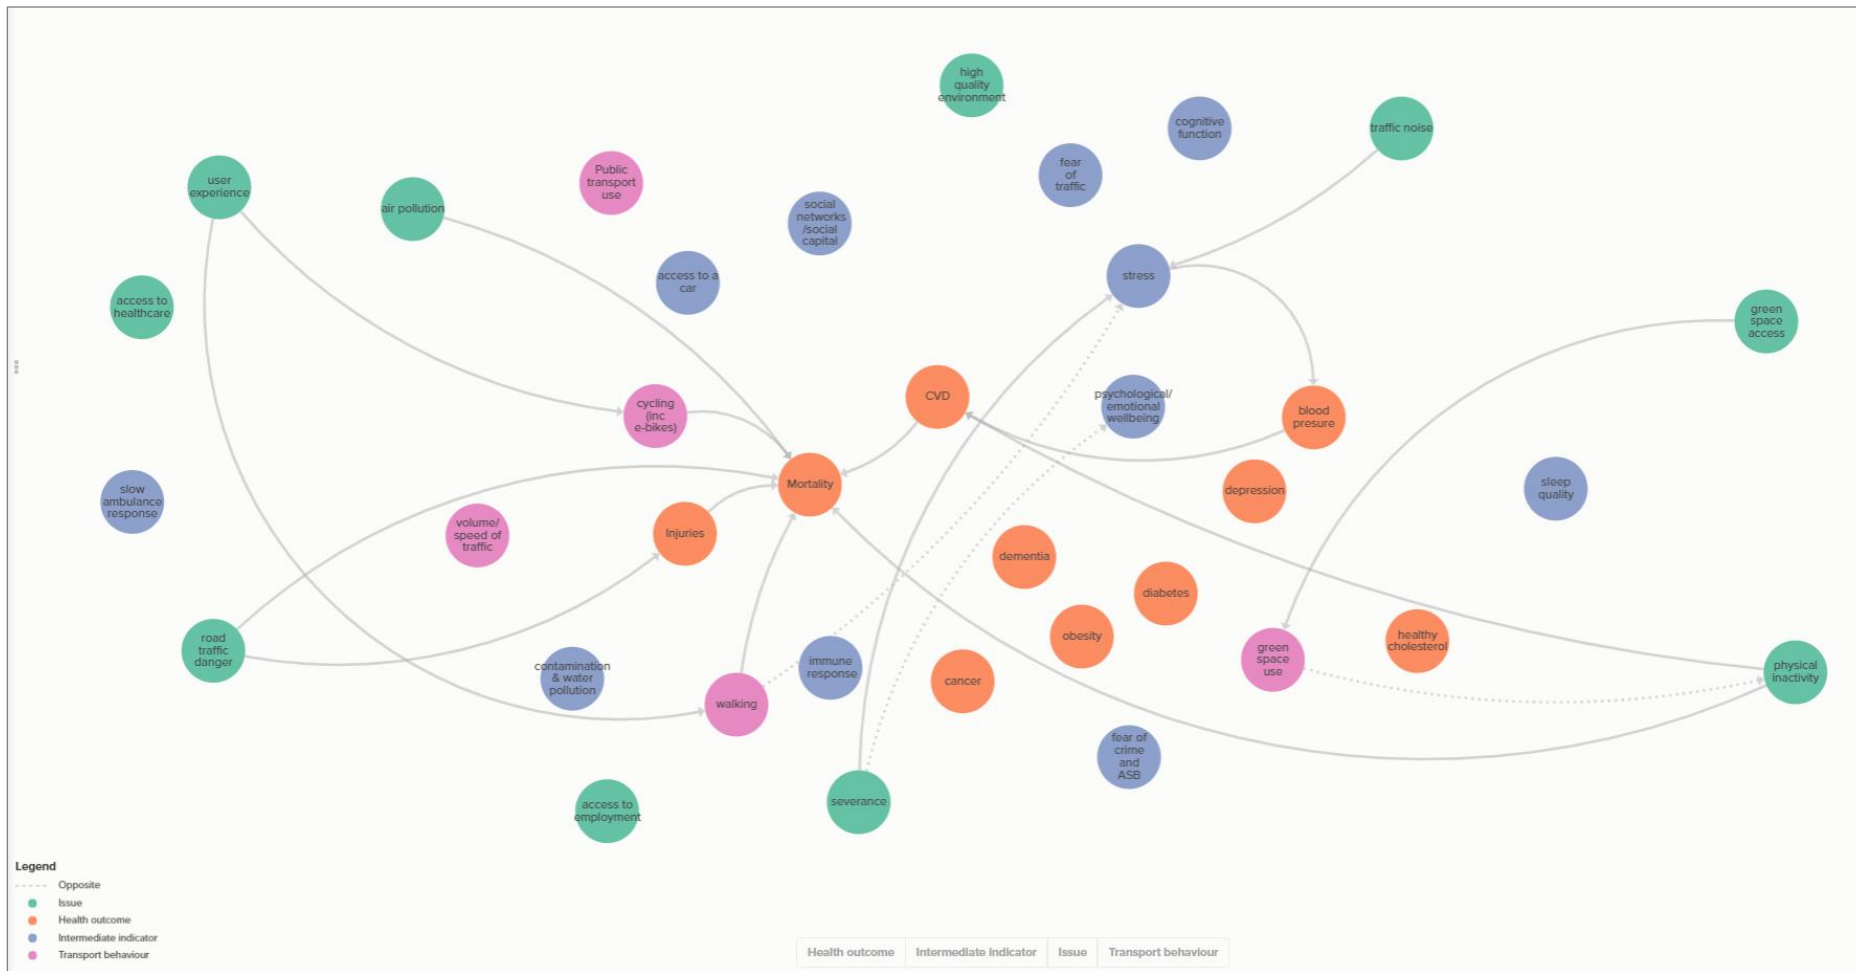 high
quality
environment
cognitive
function
traffic noise
fear
of
traffic
Public
transport
use
user
experience
air pollution
social
networks
/social
capital
access to a
car
stress
access to
healthcare
green
space
access
CVD
psychological/
emotional
wellbeing
blood
presure
cycling
(inc
e-bikes)
Mortality
depression
sleep
quality
slow
ambulance
response
volume/
speed of
traffic
Injuries
dementia
diabetes
obesity
healthy
cholesterol
road
traffic
danger
green
space
use
physical
inactivity
contamination
& water
pollution
immune
response
cancer
walking
fear of
crime
and
ASB
access to
employment
severance
Legend
Opposite
Issue
Health outcome
Intermediate indicator
Transport behaviour
Health outcome Intermediate Indicator Issue Transport behaviour